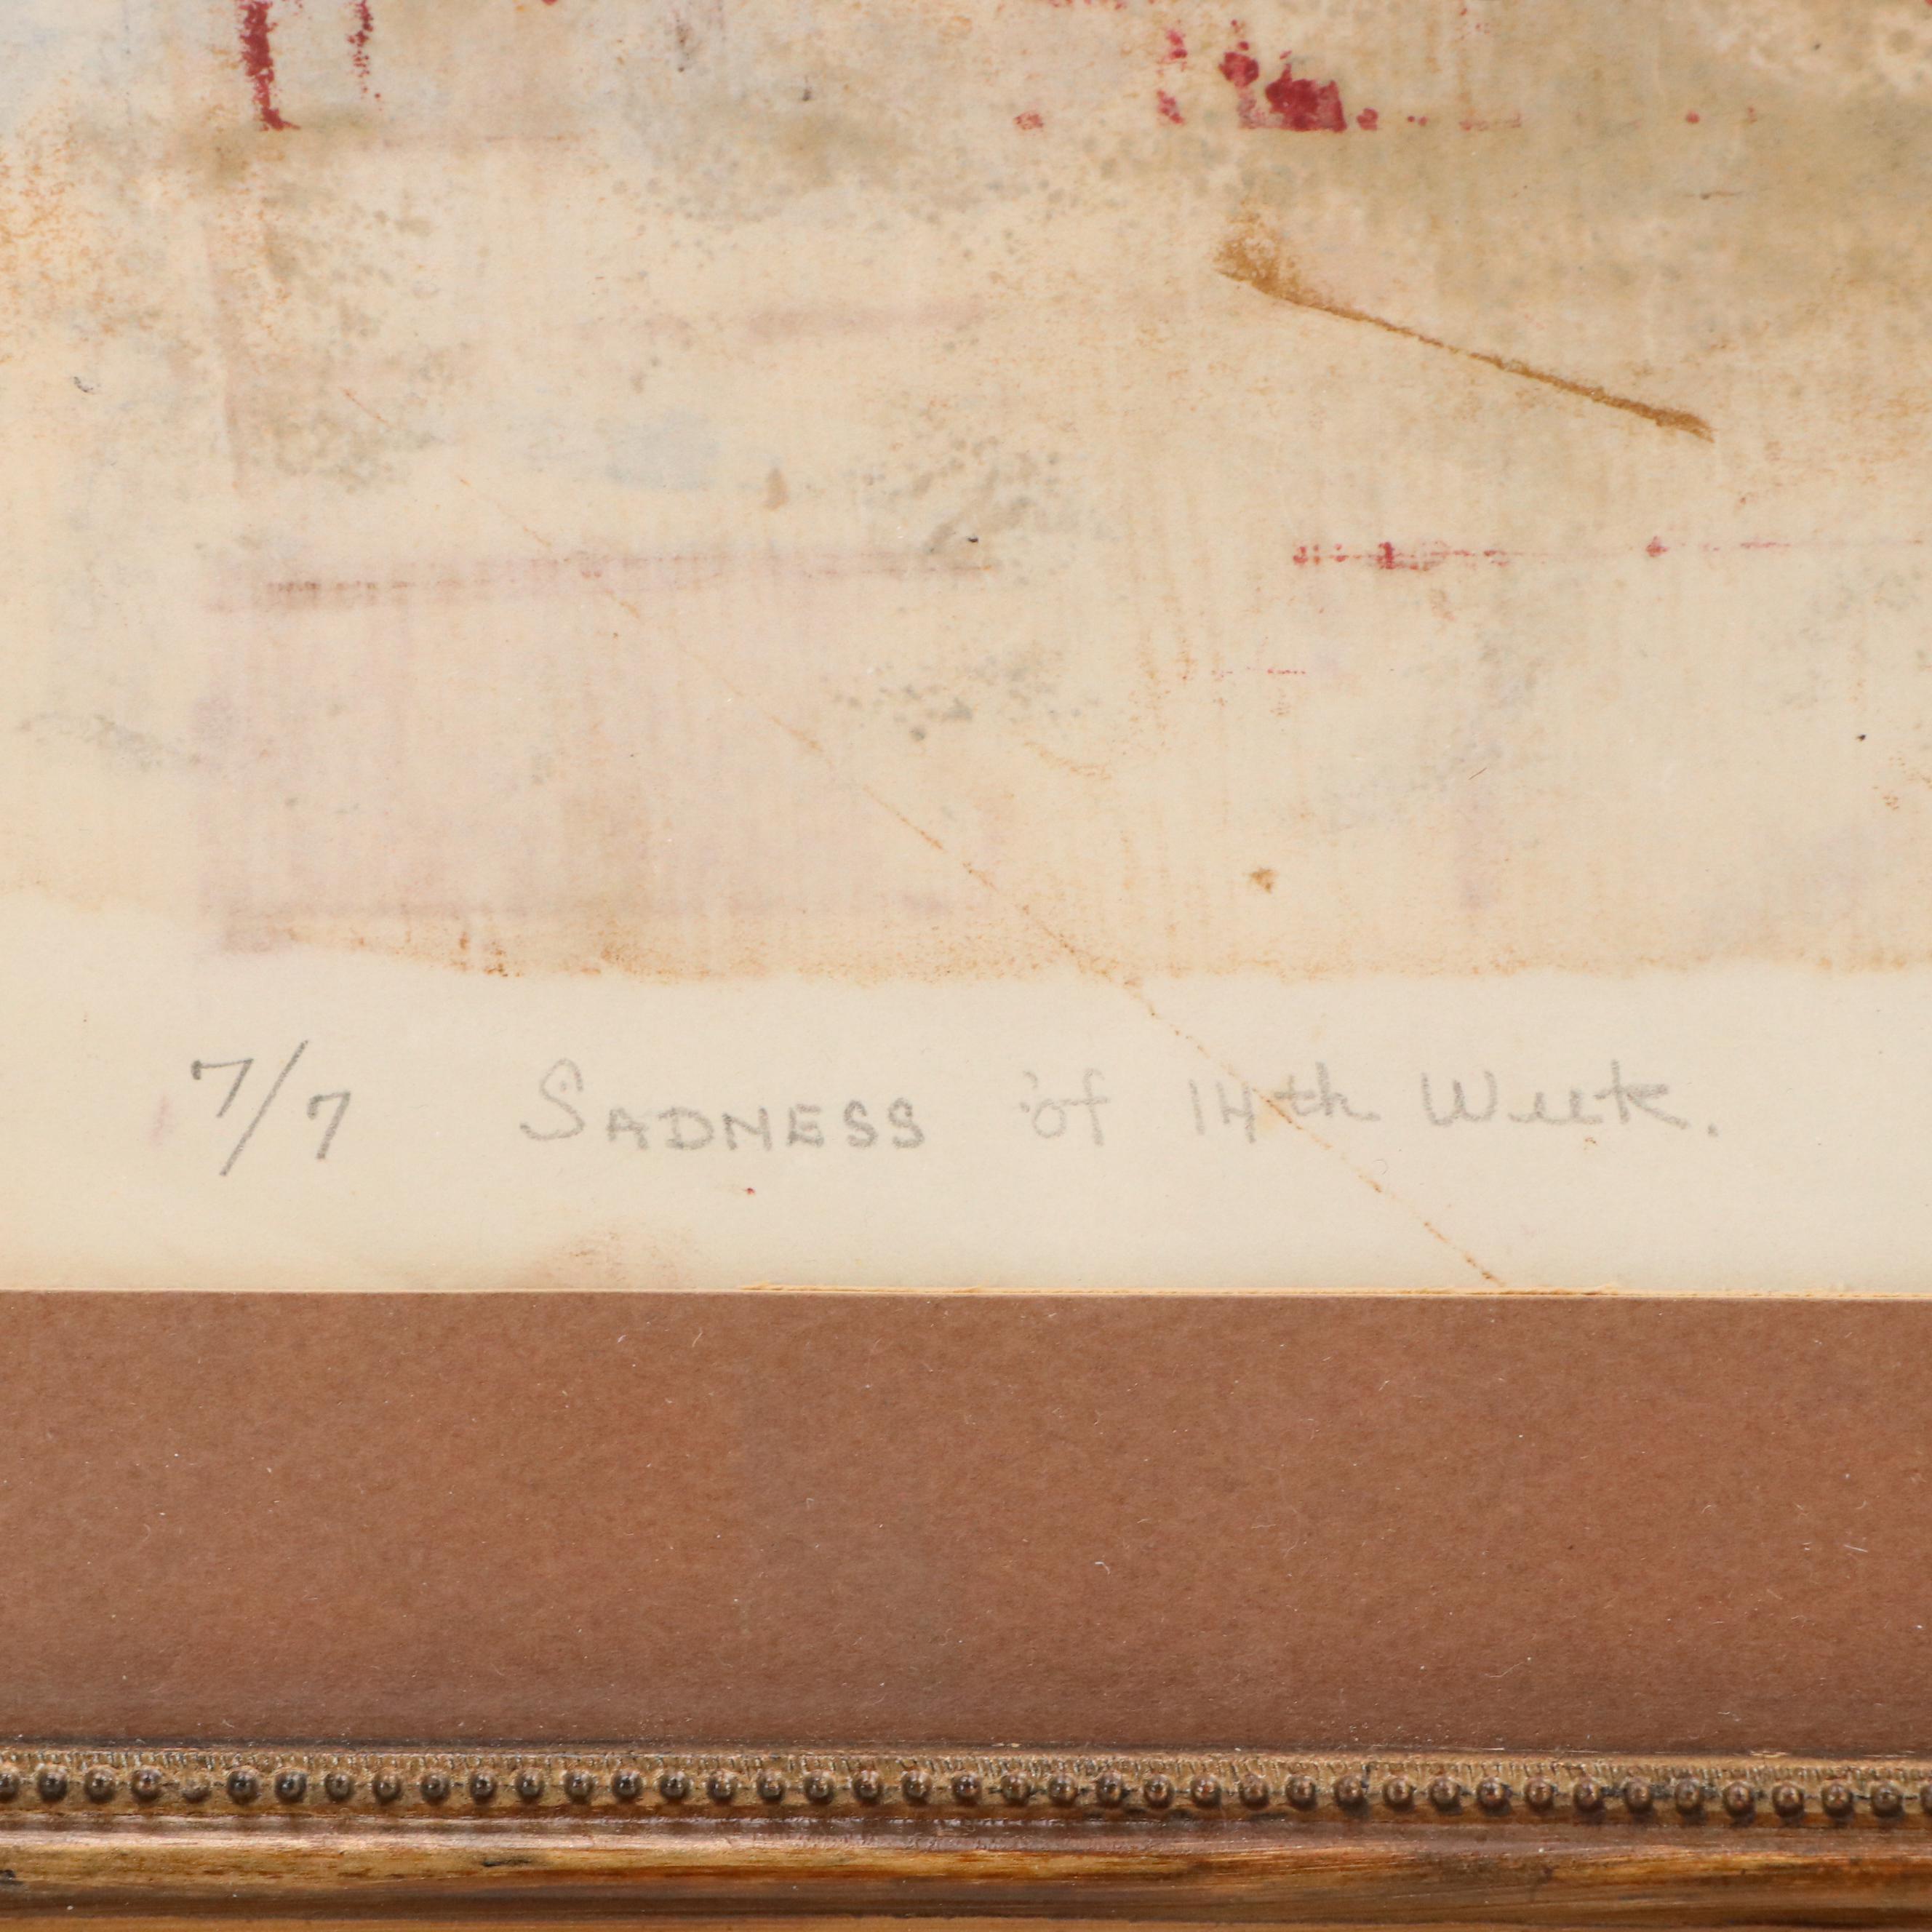 7/7 SADNESS of 14th Week.